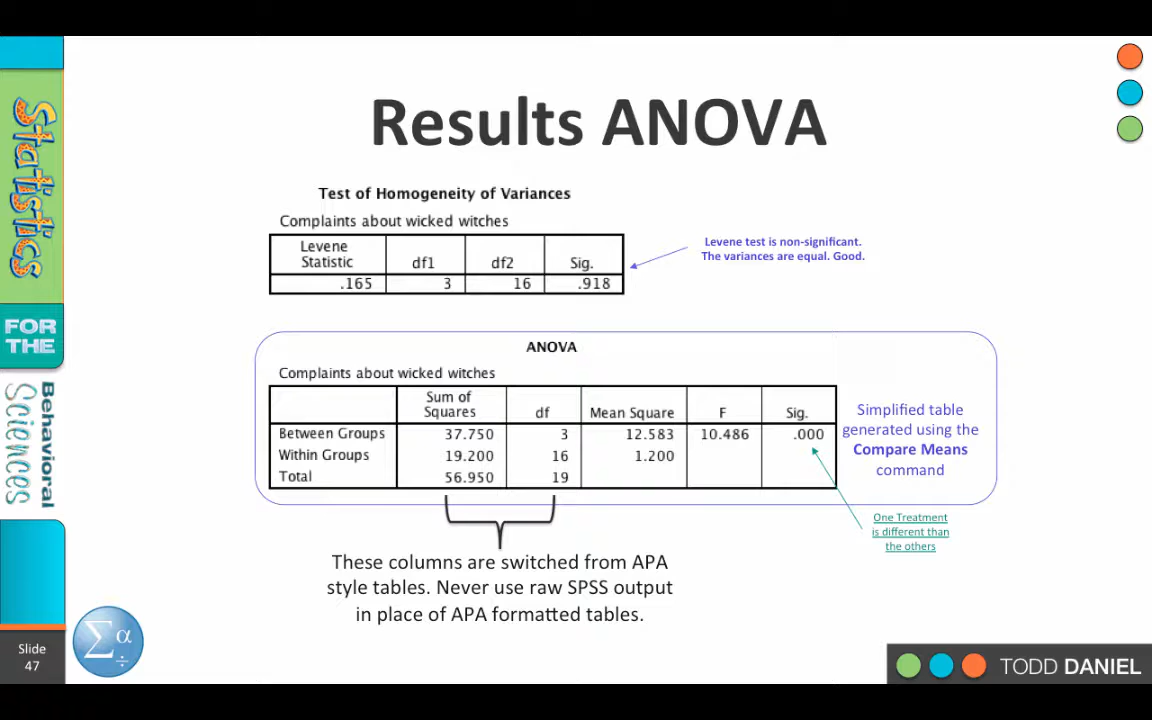 Statistics
FOR
THE
Behavioral
Sciences
Results ANOVA
Test of Homogeneity of Variances
Complaints about wicked witches
Levene Statistic df1 df2 Sig.
.165 3 16 .918
Levene test is non-significant.
The variances are equal. Good.
ANOVA
Complaints about wicked witches
Sum of Squares df Mean Square F Sig.
Between Groups 37.750 3 12.583 10.486 .000
Within Groups 19.200 16 1.200
Total 56.950 19
Simplified table
generated using the
Compare Means
command
One Treatment
is different than
the others
These columns are switched from APA
style tables. Never use raw SPSS output
in place of APA formatted tables.
Slide
47
Σ α ÷
TODD DANIEL